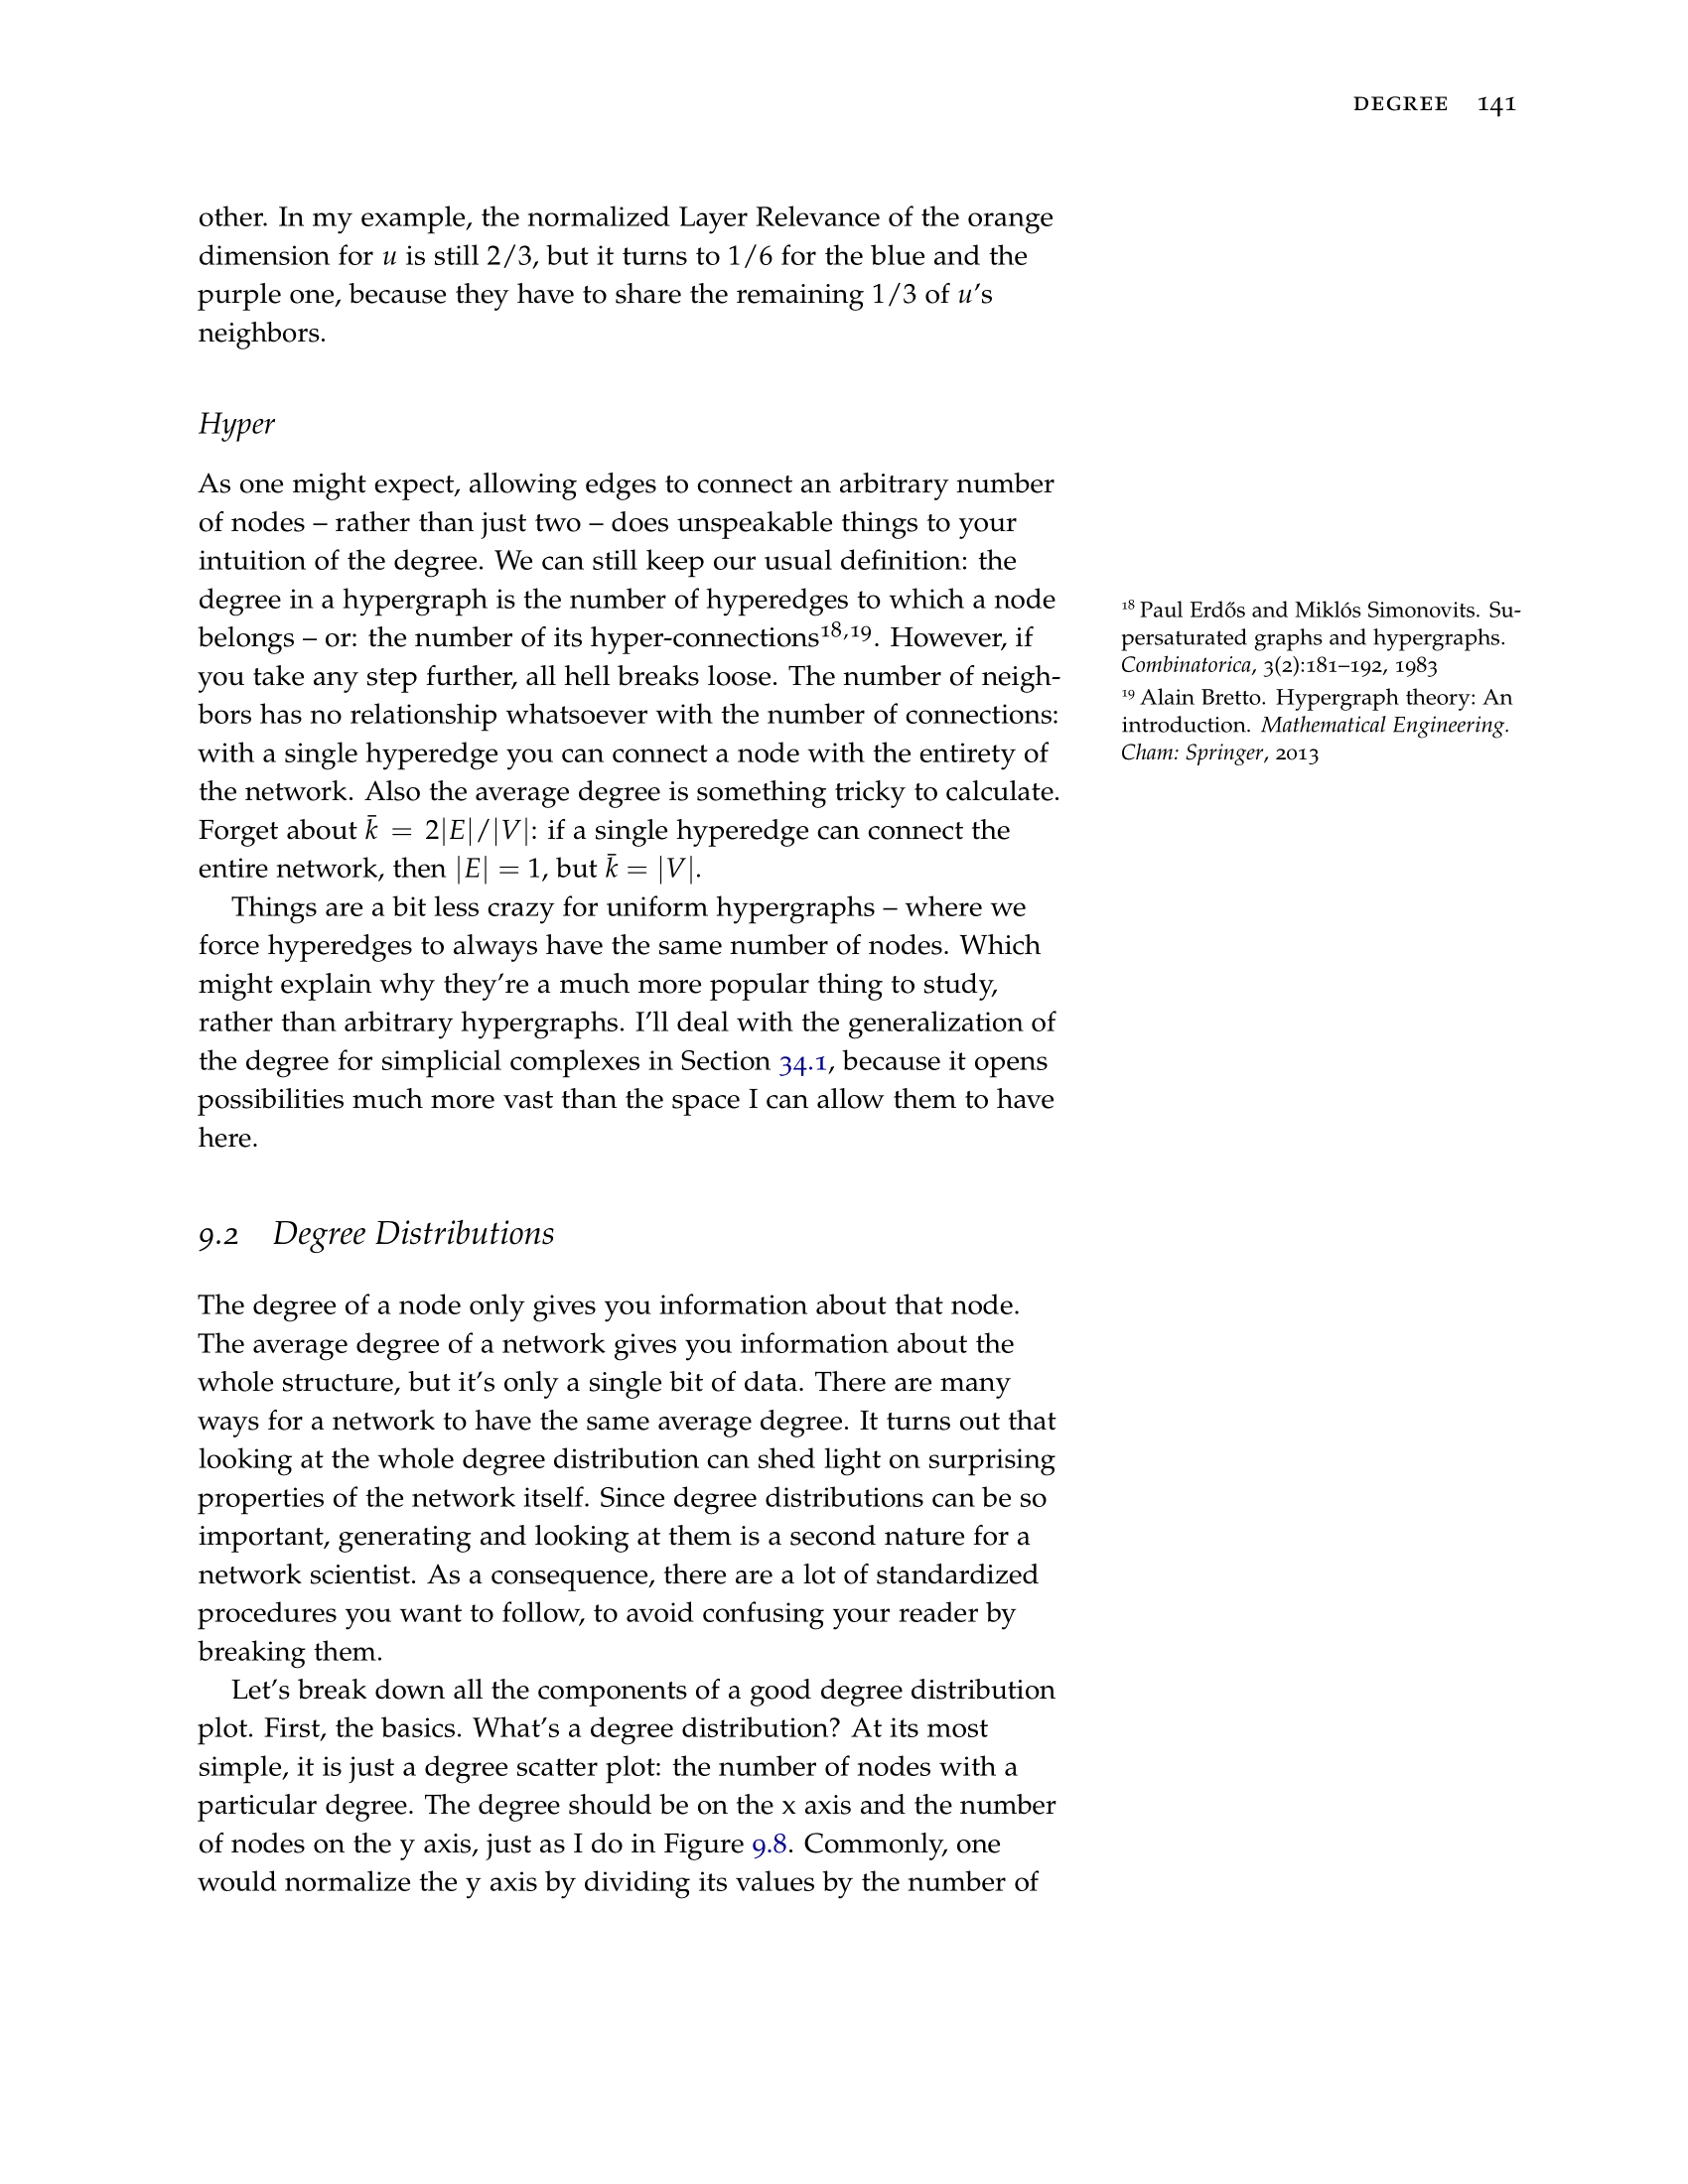 DEGREE 141
other. In my example, the normalized Layer Relevance of the orange
dimension for u is still 2/3, but it turns to 1/6 for the blue and the
purple one, because they have to share the remaining 1/3 of u's
neighbors.
Hyper
As one might expect, allowing edges to connect an arbitrary number
of nodes – rather than just two – does unspeakable things to your
intuition of the degree. We can still keep our usual definition: the
degree in a hypergraph is the number of hyperedges to which a node
belongs – or: the number of its hyper-connections¹⁸,¹⁹. However, if
you take any step further, all hell breaks loose. The number of neigh-
bors has no relationship whatsoever with the number of connections:
with a single hyperedge you can connect a node with the entirety of
the network. Also the average degree is something tricky to calculate.
Forget about k̄ = 2|E|/|V|: if a single hyperedge can connect the
entire network, then |E| = 1, but k̄ = |V|.
Things are a bit less crazy for uniform hypergraphs – where we
force hyperedges to always have the same number of nodes. Which
might explain why they're a much more popular thing to study,
rather than arbitrary hypergraphs. I'll deal with the generalization of
the degree for simplicial complexes in Section 34.1, because it opens
possibilities much more vast than the space I can allow them to have
here.
¹⁸ Paul Erdős and Miklós Simonovits. Su-
persaturated graphs and hypergraphs.
Combinatorica, 3(2):181–192, 1983
¹⁹ Alain Bretto. Hypergraph theory: An
introduction. Mathematical Engineering.
Cham: Springer, 2013
9.2 Degree Distributions
The degree of a node only gives you information about that node.
The average degree of a network gives you information about the
whole structure, but it's only a single bit of data. There are many
ways for a network to have the same average degree. It turns out that
looking at the whole degree distribution can shed light on surprising
properties of the network itself. Since degree distributions can be so
important, generating and looking at them is a second nature for a
network scientist. As a consequence, there are a lot of standardized
procedures you want to follow, to avoid confusing your reader by
breaking them.
Let's break down all the components of a good degree distribution
plot. First, the basics. What's a degree distribution? At its most
simple, it is just a degree scatter plot: the number of nodes with a
particular degree. The degree should be on the x axis and the number
of nodes on the y axis, just as I do in Figure 9.8. Commonly, one
would normalize the y axis by dividing its values by the number of